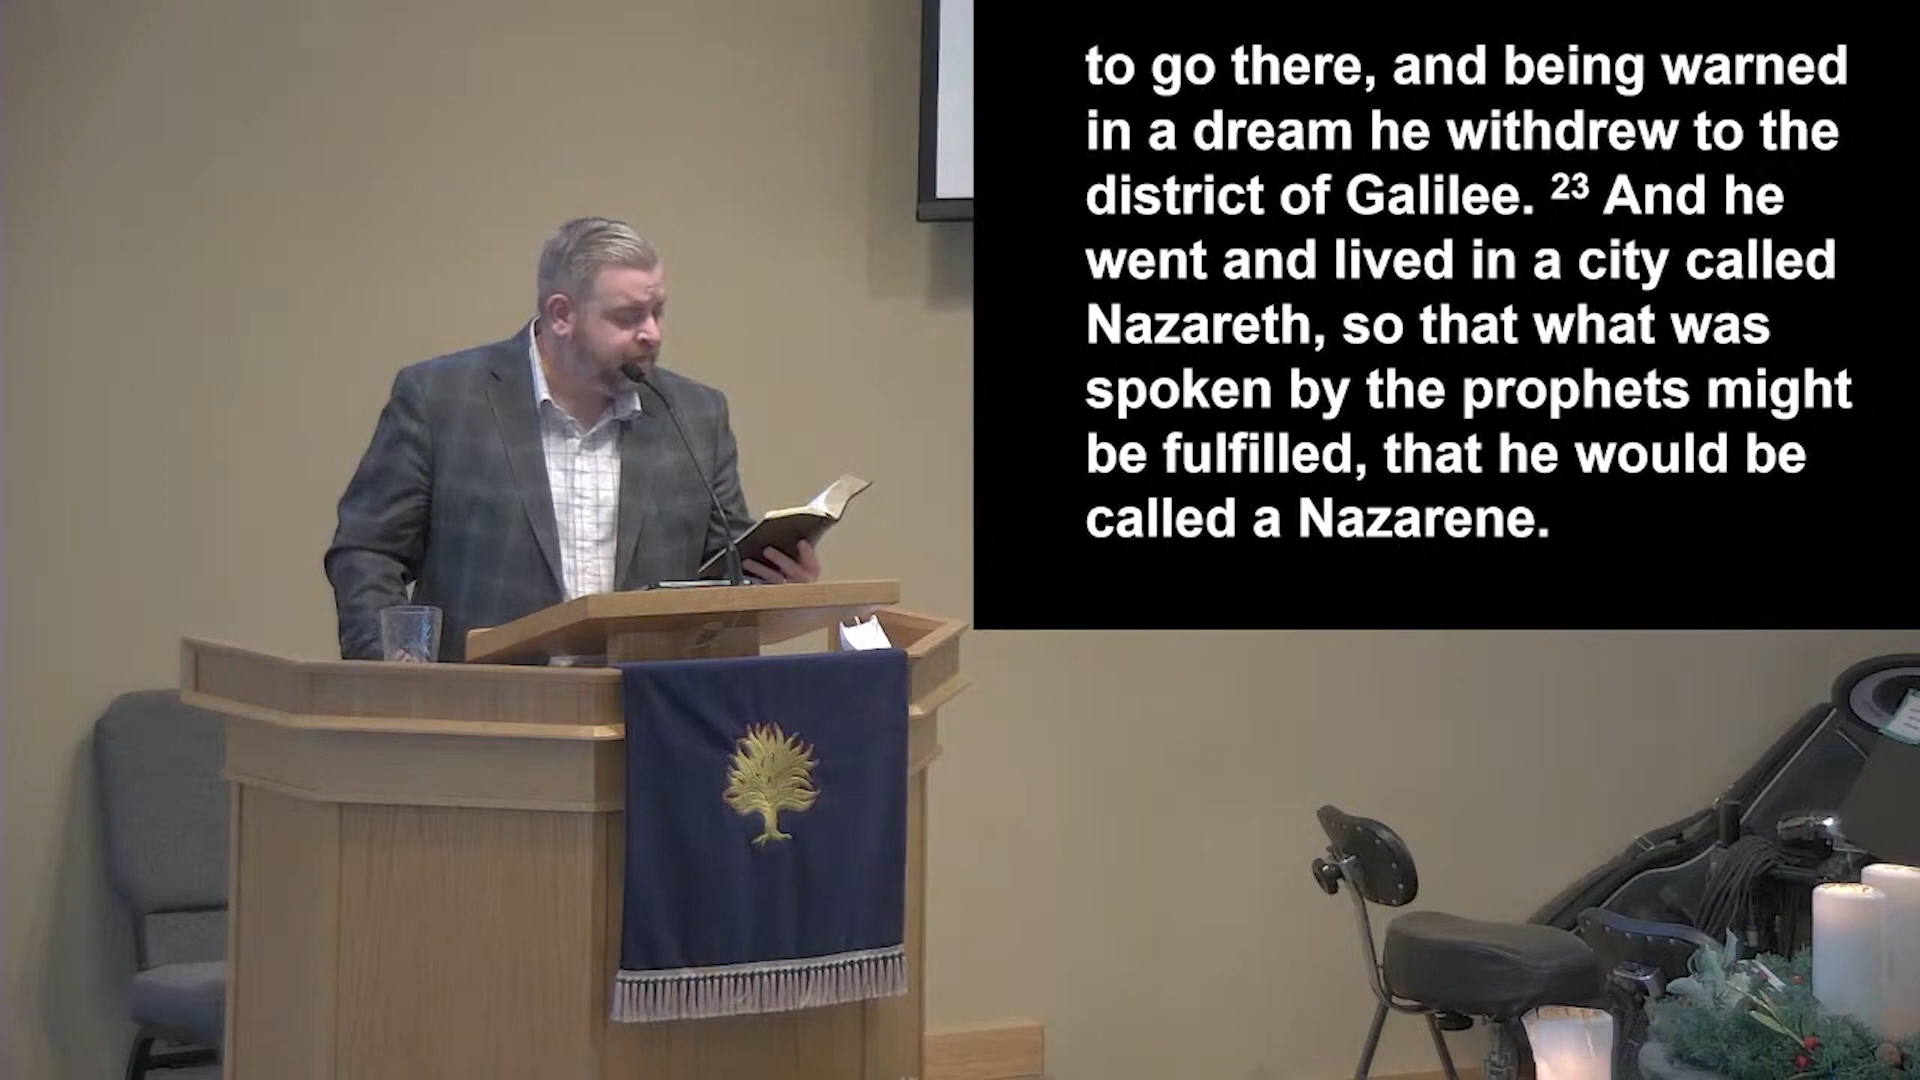 to go there, and being warned
in a dream he withdrew to the
district of Galilee. ²³ And he
went and lived in a city called
Nazareth, so that what was
spoken by the prophets might
be fulfilled, that he would be
called a Nazarene.